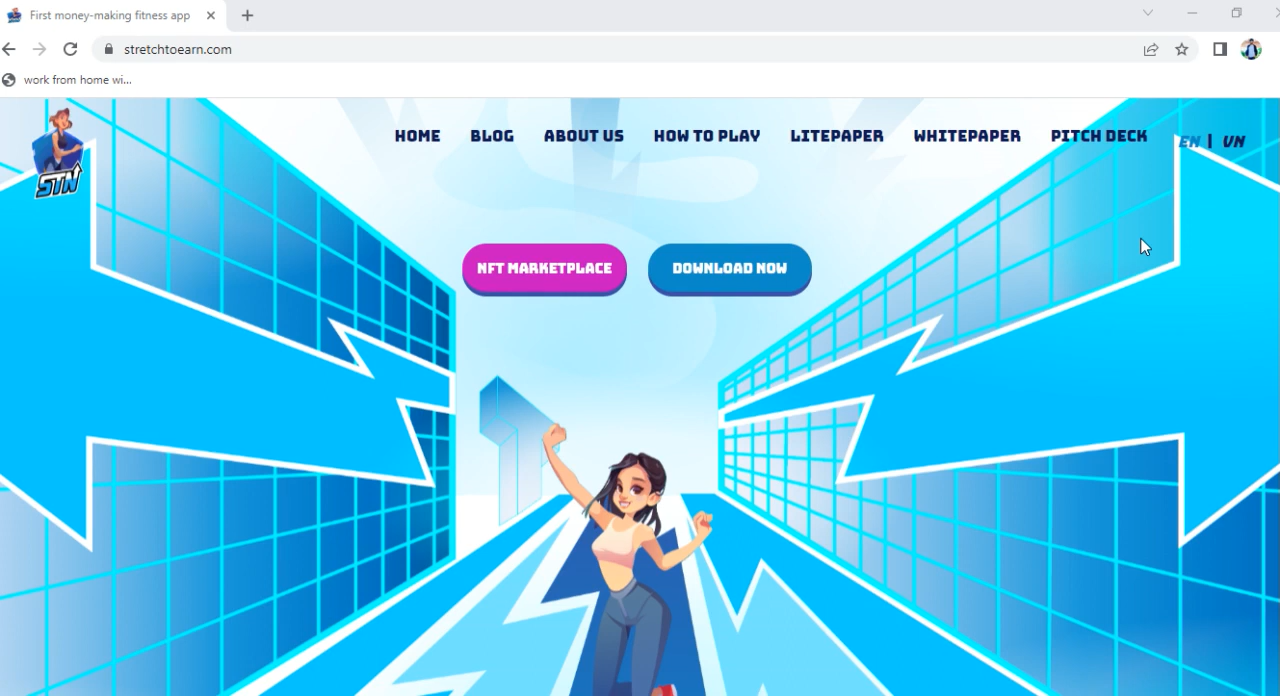 First money-making fitness app
stretchtoearn.com
work from home wi...
HOME BLOG ABOUT US HOW TO PLAY LITEPAPER WHITEPAPER PITCH DECK EN | VN
STN
NFT MARKETPLACE DOWNLOAD NOW